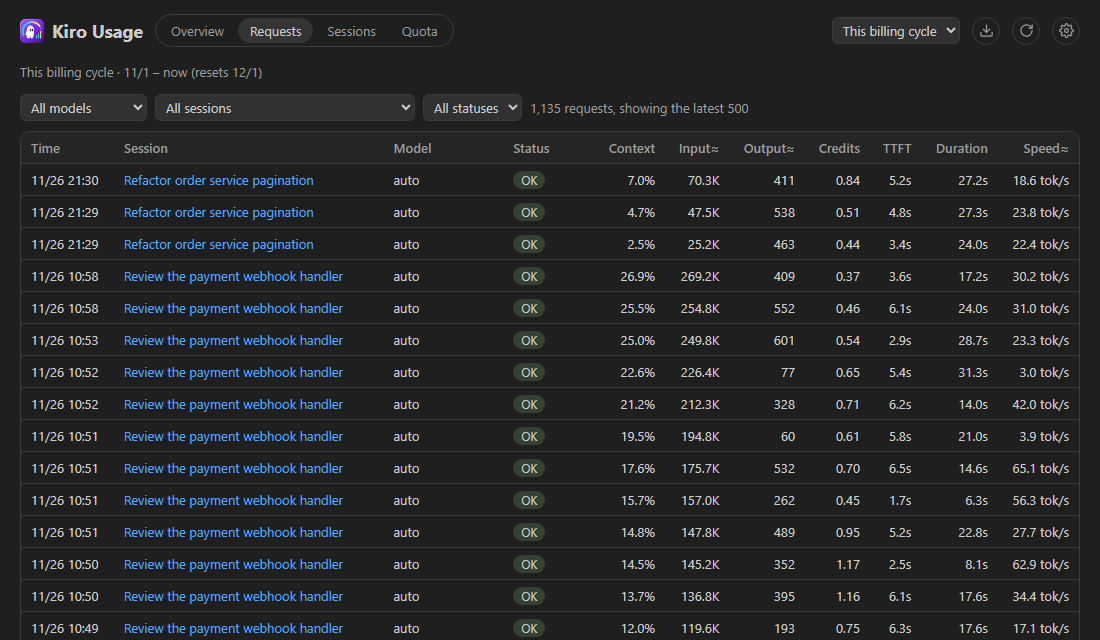 Kiro Usage Overview Requests Sessions Quota This billing cycle
This billing cycle · 11/1 – now (resets 12/1)
All models All sessions All statuses 1,135 requests, showing the latest 500
Time Session Model Status Context Input≈ Output≈ Credits TTFT Duration Speed≈
11/26 21:30 Refactor order service pagination auto OK 7.0% 70.3K 411 0.84 5.2s 27.2s 18.6 tok/s
11/26 21:29 Refactor order service pagination auto OK 4.7% 47.5K 538 0.51 4.8s 27.3s 23.8 tok/s
11/26 21:29 Refactor order service pagination auto OK 2.5% 25.2K 463 0.44 3.4s 24.0s 22.4 tok/s
11/26 10:58 Review the payment webhook handler auto OK 26.9% 269.2K 409 0.37 3.6s 17.2s 30.2 tok/s
11/26 10:58 Review the payment webhook handler auto OK 25.5% 254.8K 552 0.46 6.1s 24.0s 31.0 tok/s
11/26 10:53 Review the payment webhook handler auto OK 25.0% 249.8K 601 0.54 2.9s 28.7s 23.3 tok/s
11/26 10:52 Review the payment webhook handler auto OK 22.6% 226.4K 77 0.65 5.4s 31.3s 3.0 tok/s
11/26 10:52 Review the payment webhook handler auto OK 21.2% 212.3K 328 0.71 6.2s 14.0s 42.0 tok/s
11/26 10:51 Review the payment webhook handler auto OK 19.5% 194.8K 60 0.61 5.8s 21.0s 3.9 tok/s
11/26 10:51 Review the payment webhook handler auto OK 17.6% 175.7K 532 0.70 6.5s 14.6s 65.1 tok/s
11/26 10:51 Review the payment webhook handler auto OK 15.7% 157.0K 262 0.45 1.7s 6.3s 56.3 tok/s
11/26 10:51 Review the payment webhook handler auto OK 14.8% 147.8K 489 0.95 5.2s 22.8s 27.7 tok/s
11/26 10:50 Review the payment webhook handler auto OK 14.5% 145.2K 352 1.17 2.5s 8.1s 62.9 tok/s
11/26 10:50 Review the payment webhook handler auto OK 13.7% 136.8K 395 1.16 6.1s 17.6s 34.4 tok/s
11/26 10:49 Review the payment webhook handler auto OK 12.0% 119.6K 193 0.75 6.3s 17.6s 17.1 tok/s